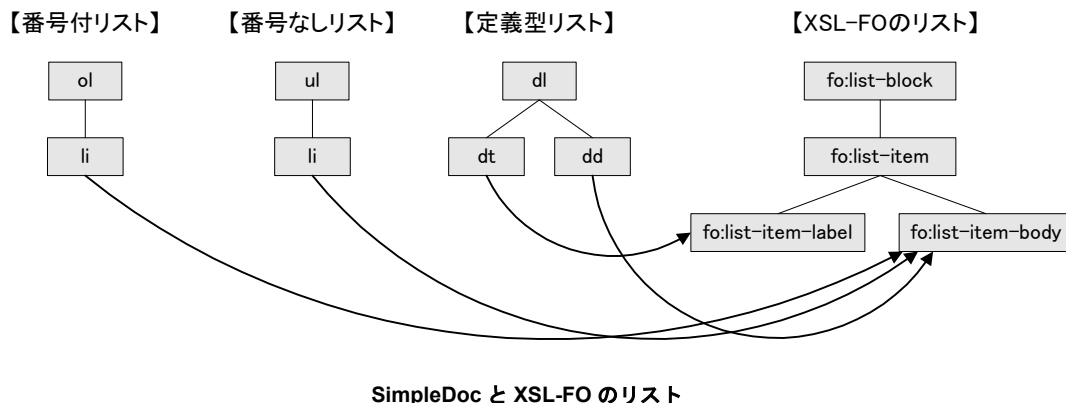 【番号付リスト】 【番号なしリスト】 【定義型リスト】 【XSL-FOのリスト】
ol ul dl fo:list-block
li li dt dd fo:list-item
fo:list-item-label fo:list-item-body
SimpleDoc と XSL-FO のリスト